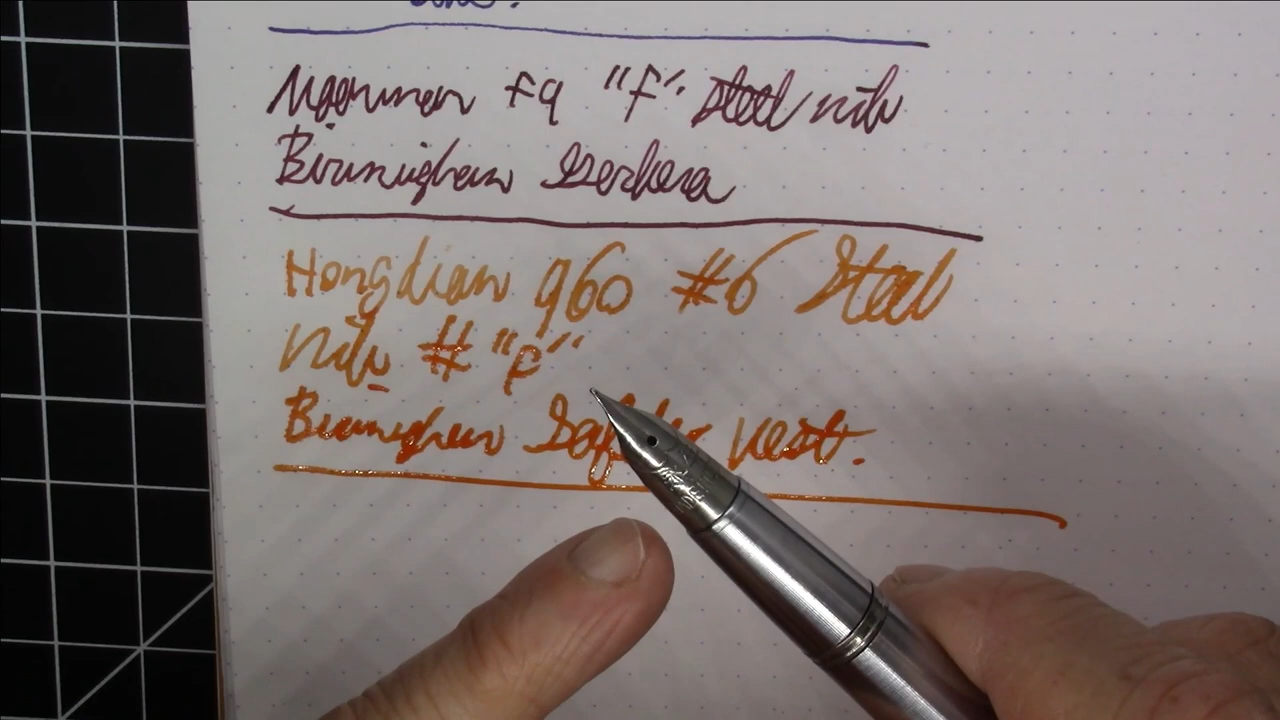 F9 "F". Steel nib
Birmingham Gerbera
Hongdian 960 #6 Steel
nib # "F"
Birmingham Vest.